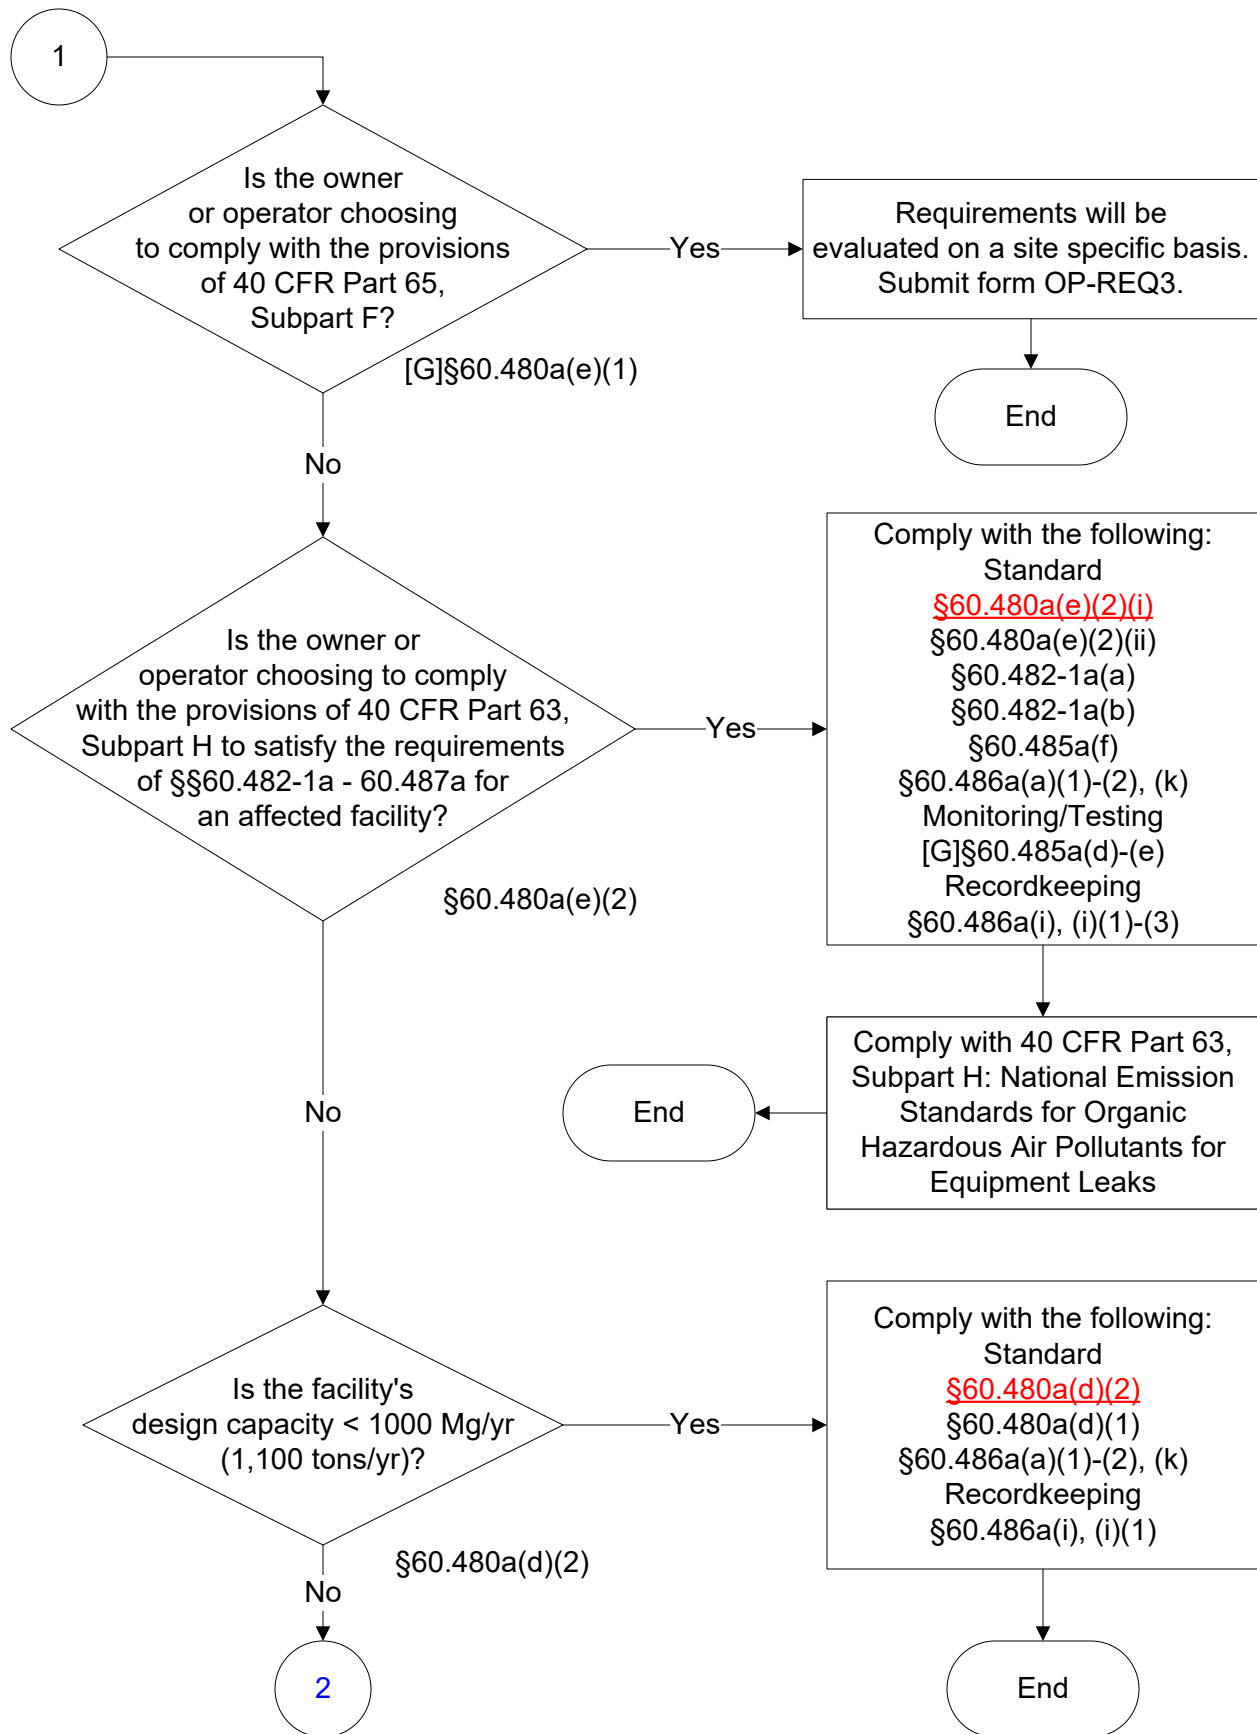 1
Is the owner
or operator choosing
to comply with the provisions
of 40 CFR Part 65,
Subpart F?
[G]§60.480a(e)(1)
Yes
Requirements will be
evaluated on a site specific basis.
Submit form OP-REQ3.
End
No
Is the owner or
operator choosing to comply
with the provisions of 40 CFR Part 63,
Subpart H to satisfy the requirements
of §§60.482-1a - 60.487a for
an affected facility?
§60.480a(e)(2)
Yes
Comply with the following:
Standard
§60.480a(e)(2)(i)
§60.480a(e)(2)(ii)
§60.482-1a(a)
§60.482-1a(b)
§60.485a(f)
§60.486a(a)(1)-(2), (k)
Monitoring/Testing
[G]§60.485a(d)-(e)
Recordkeeping
§60.486a(i), (i)(1)-(3)
Comply with 40 CFR Part 63,
Subpart H: National Emission
Standards for Organic
Hazardous Air Pollutants for
Equipment Leaks
End
No
Is the facility's
design capacity < 1000 Mg/yr
(1,100 tons/yr)?
§60.480a(d)(2)
Yes
Comply with the following:
Standard
§60.480a(d)(2)
§60.480a(d)(1)
§60.486a(a)(1)-(2), (k)
Recordkeeping
§60.486a(i), (i)(1)
End
No
2